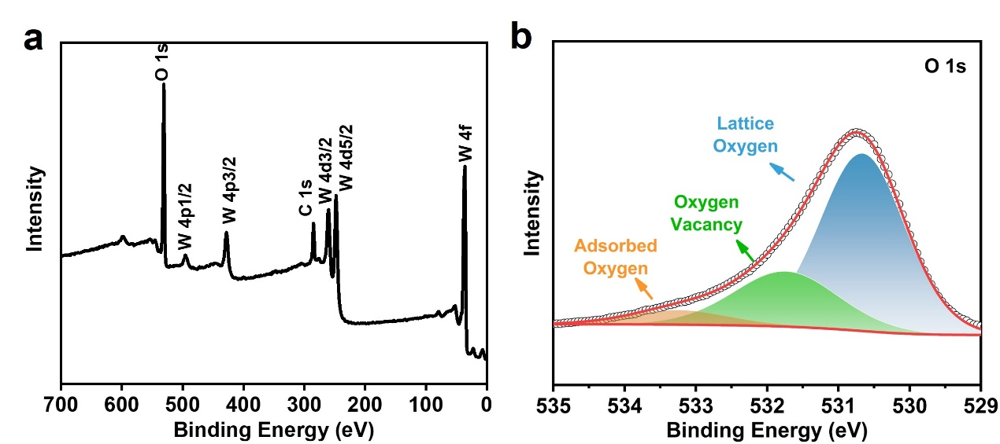 a
O 1s
W 4p1/2
W 4p3/2
C 1s
W 4d3/2
W 4d5/2
W 4f
Intensity
700 600 500 400 300 200 100 0
Binding Energy (eV)
b
O 1s
Lattice
Oxygen
Oxygen
Vacancy
Adsorbed
Oxygen
Intensity
535 534 533 532 531 530 529
Binding Energy (eV)